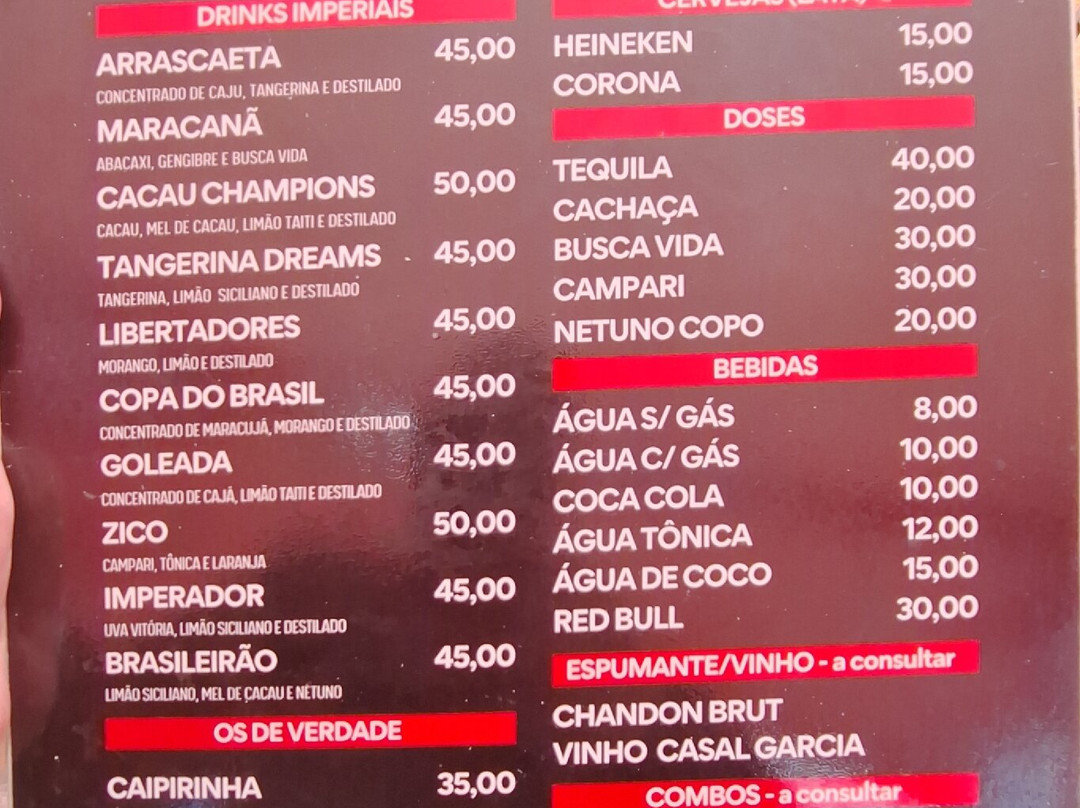 DRINKS IMPERIAIS
ARRASCAETA 45,00
CONCENTRADO DE CAJU, TANGERINA E DESTILADO
MARACANÃ 45,00
ABACAXI, GENGIBRE E BUSCA VIDA
CACAU CHAMPIONS 50,00
CACAU, MEL DE CACAU, LIMÃO TAITI E DESTILADO
TANGERINA DREAMS 45,00
TANGERINA, LIMÃO SICILIANO E DESTILADO
LIBERTADORES 45,00
MORANGO, LIMÃO E DESTILADO
COPA DO BRASIL 45,00
CONCENTRADO DE MARACUJÁ, MORANGO E DESTILADO
GOLEADA 45,00
CONCENTRADO DE CAJÁ, LIMÃO TAITI E DESTILADO
ZICO 50,00
CAMPARI, TÔNICA E LARANJA
IMPERADOR 45,00
UVA VITÓRIA, LIMÃO SICILIANO E DESTILADO
BRASILEIRÃO 45,00
LIMÃO SICILIANO, MEL DE CACAU E NETUNO
OS DE VERDADE
CAIPIRINHA 35,00
CERVEJAS (LATA)
HEINEKEN 15,00
CORONA 15,00
DOSES
TEQUILA 40,00
CACHAÇA 20,00
BUSCA VIDA 30,00
CAMPARI 30,00
NETUNO COPO 20,00
BEBIDAS
ÁGUA S/ GÁS 8,00
ÁGUA C/ GÁS 10,00
COCA COLA 10,00
ÁGUA TÔNICA 12,00
ÁGUA DE COCO 15,00
RED BULL 30,00
ESPUMANTE/VINHO - a consultar
CHANDON BRUT
VINHO CASAL GARCIA
COMBOS - a consultar